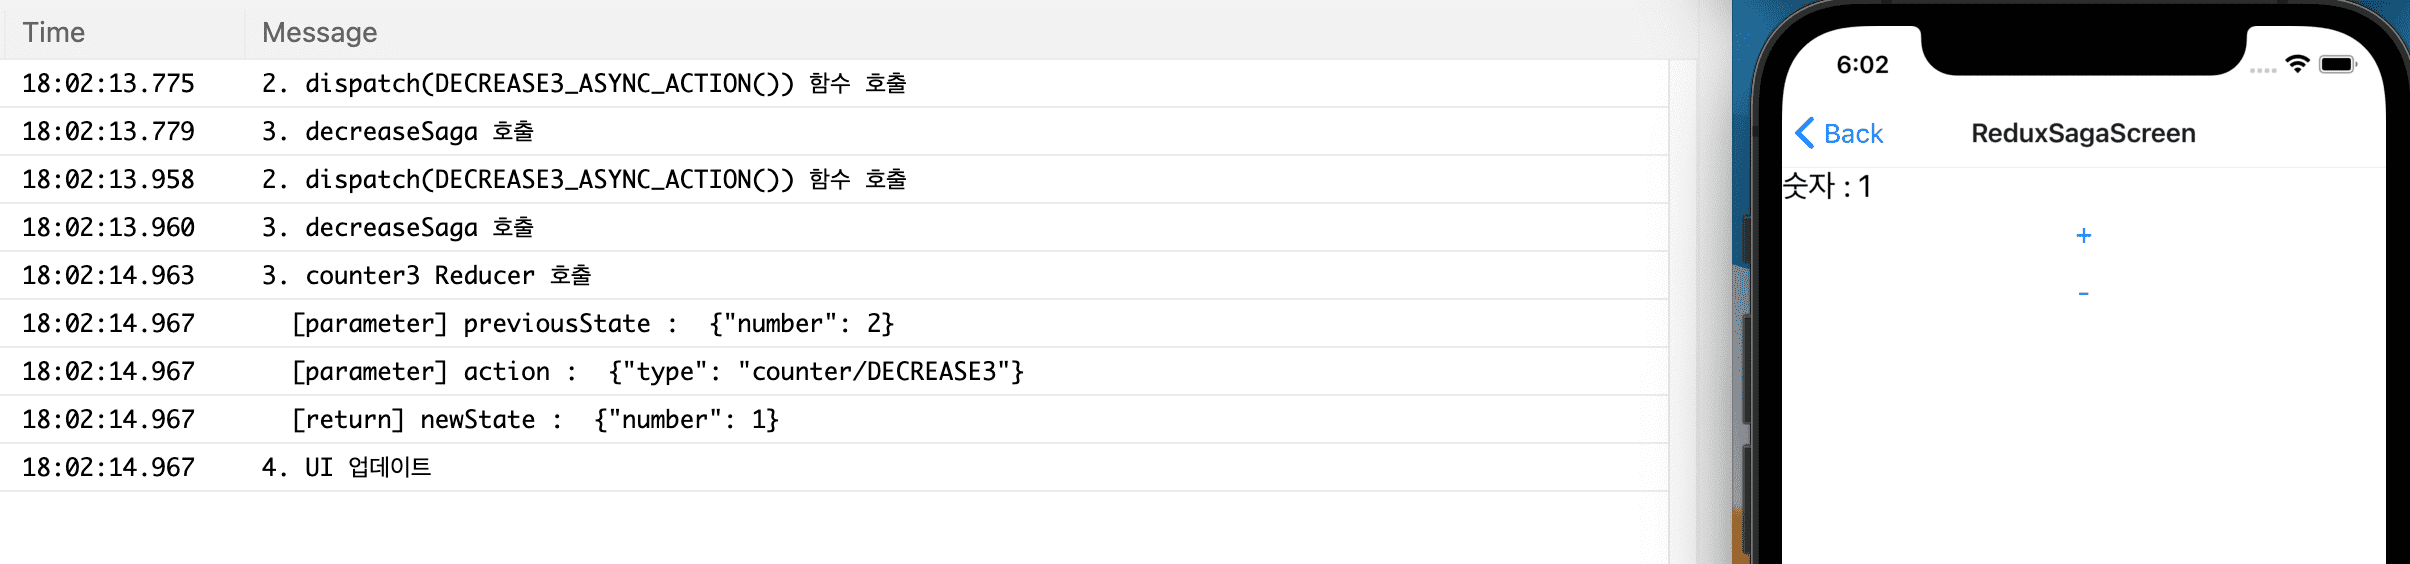 Time Message
18:02:13.775 2. dispatch(DECREASE3_ASYNC_ACTION()) 함수 호출
18:02:13.779 3. decreaseSaga 호출
18:02:13.958 2. dispatch(DECREASE3_ASYNC_ACTION()) 함수 호출
18:02:13.960 3. decreaseSaga 호출
18:02:14.963 3. counter3 Reducer 호출
18:02:14.967 [parameter] previousState :  {"number": 2}
18:02:14.967 [parameter] action :  {"type": "counter/DECREASE3"}
18:02:14.967 [return] newState :  {"number": 1}
18:02:14.967 4. UI 업데이트
6:02
Back ReduxSagaScreen
숫자 : 1
+
-